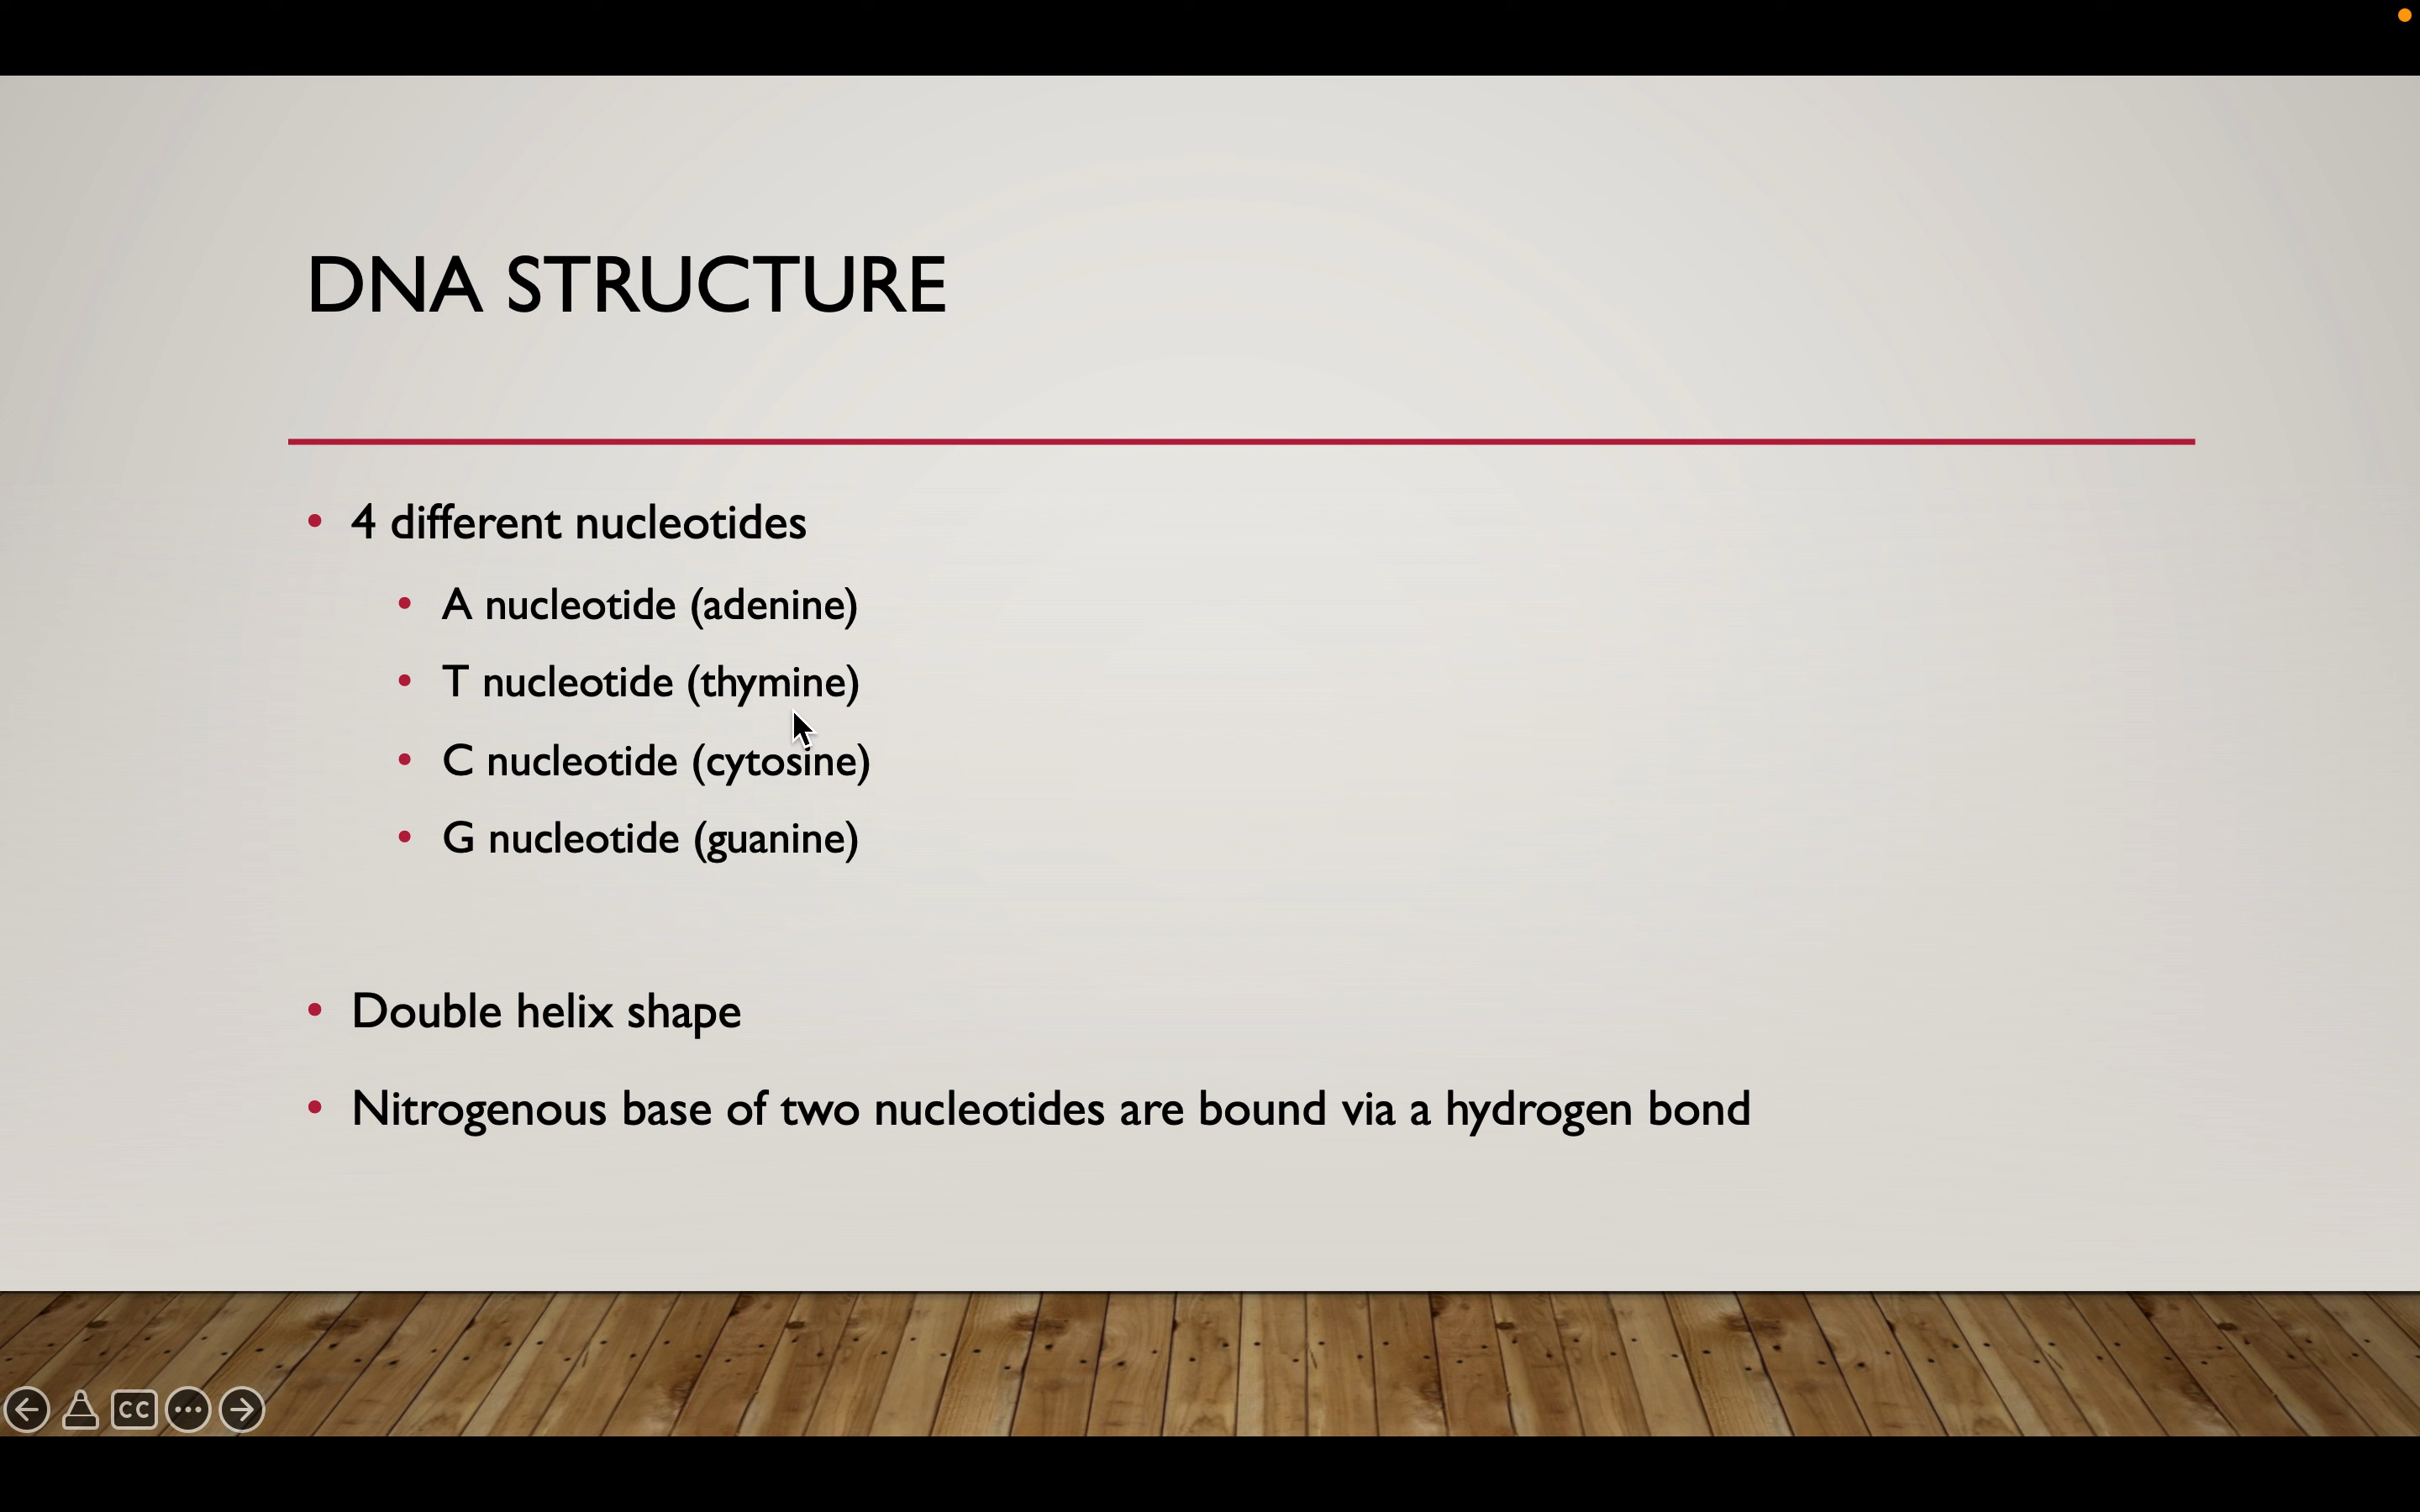 DNA STRUCTURE
• 4 different nucleotides
• A nucleotide (adenine)
• T nucleotide (thymine)
• C nucleotide (cytosine)
• G nucleotide (guanine)
• Double helix shape
• Nitrogenous base of two nucleotides are bound via a hydrogen bond
CC